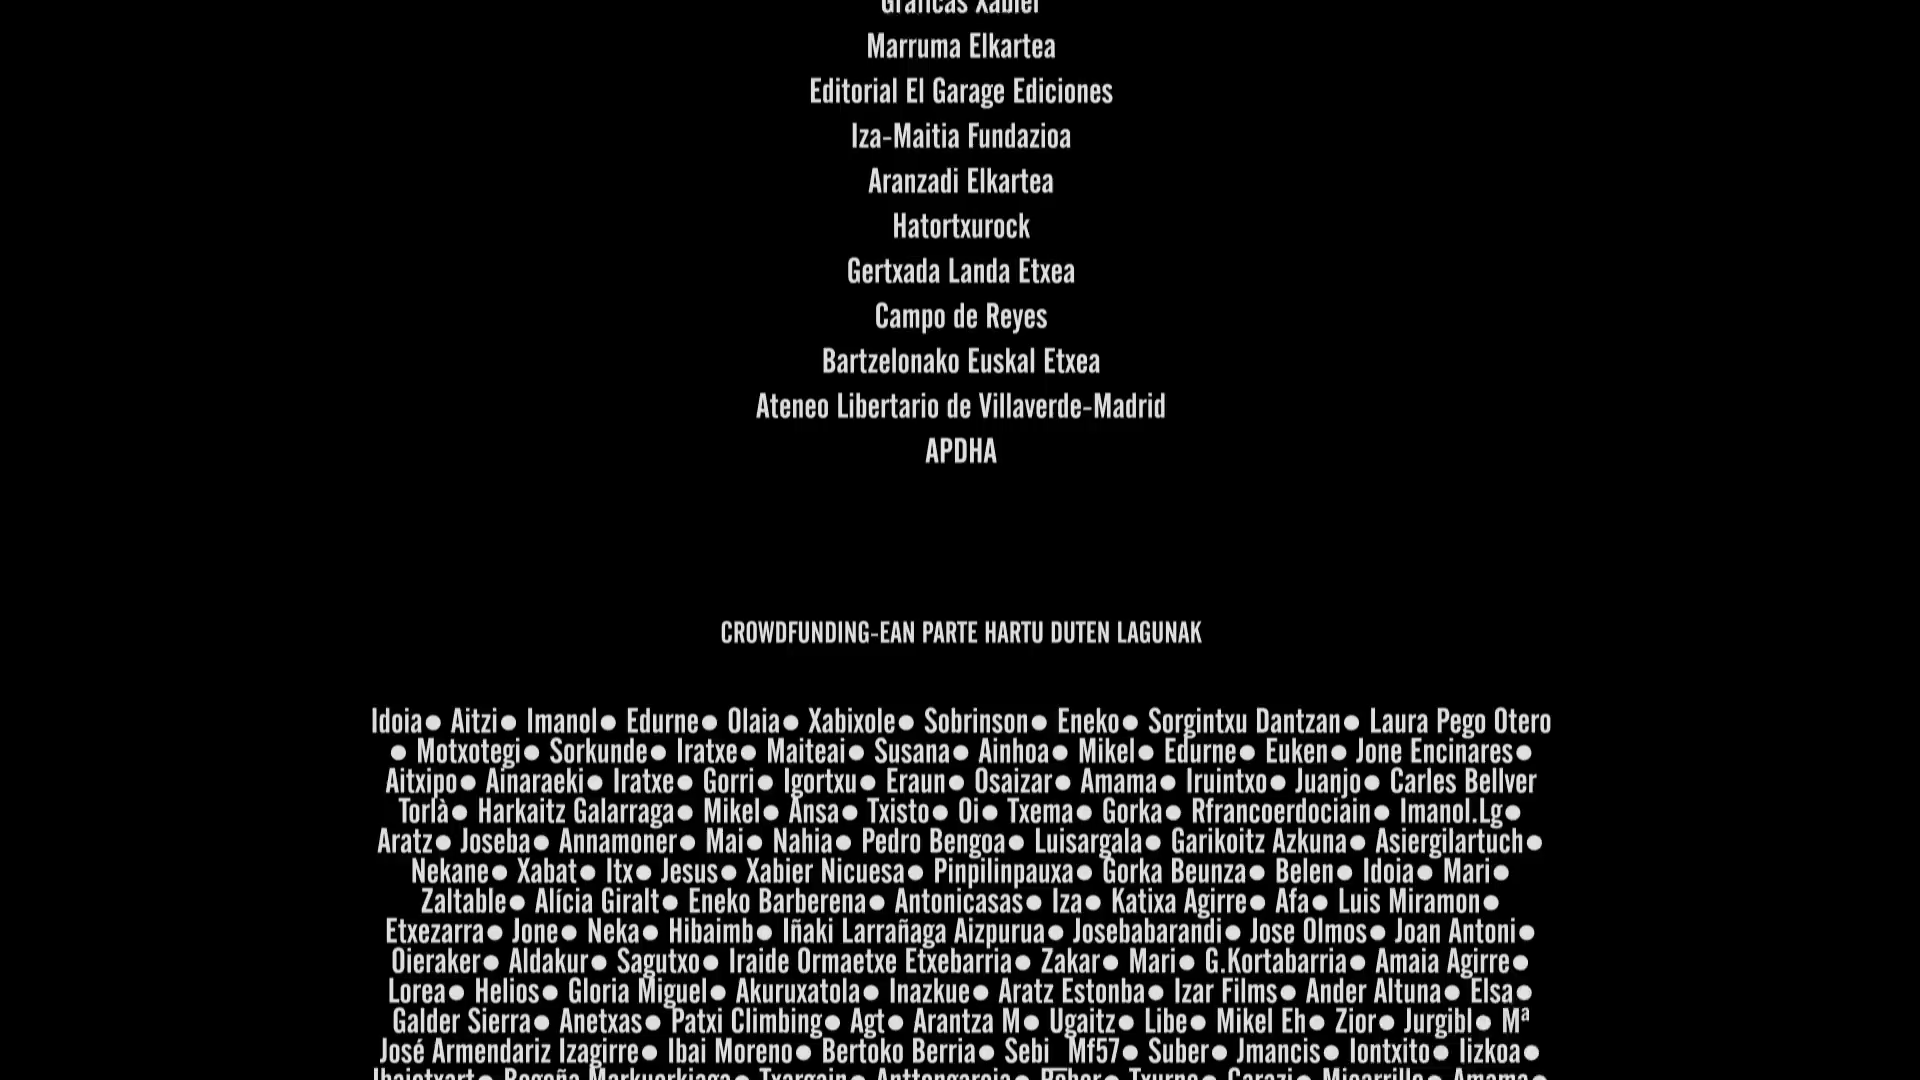 Gráficas Xabier
Marruma Elkartea
Editorial El Garage Ediciones
Iza-Maitia Fundazioa
Aranzadi Elkartea
Hatortxurock
Gertxada Landa Etxea
Campo de Reyes
Bartzelonako Euskal Etxea
Ateneo Libertario de Villaverde-Madrid
APDHA
CROWDFUNDING-EAN PARTE HARTU DUTEN LAGUNAK
Idoia● Aitzi● Imanol● Edurne● Olaia● Xabixole● Sobrinson● Eneko● Sorgintxu Dantzan● Laura Pego Otero
● Motxotegi● Sorkunde● Iratxe● Maiteai● Susana● Ainhoa● Mikel● Edurne● Euken● Jone Encinares●
Aitxipo● Ainaraeki● Iratxe● Gorri● Igortxu● Eraun● Osaizar● Amama● Iruintxo● Juanjo● Carles Bellver
Torlà● Harkaitz Galarraga● Mikel● Ansa● Txisto● Oi● Txema● Gorka● Rfrancoerdociain● Imanol.Lg●
Aratz● Joseba● Annamoner● Mai● Nahia● Pedro Bengoa● Luisargala● Garikoitz Azkuna● Asiergilartuch●
Nekane● Xabat● Itx● Jesus● Xabier Nicuesa● Pinpilinpauxa● Gorka Beunza● Belen● Idoia● Mari●
Zaltable● Alícia Giralt● Eneko Barberena● Antonicasas● Iza● Katixa Agirre● Afa● Luis Miramon●
Etxezarra● Jone● Neka● Hibaimb● Iñaki Larrañaga Aizpurua● Josebabarandi● Jose Olmos● Joan Antoni●
Oieraker● Aldakur● Sagutxo● Iraide Ormaetxe Etxebarria● Zakar● Mari● G.Kortabarria● Amaia Agirre●
Lorea● Helios● Gloria Miguel● Akuruxatola● Inazkue● Aratz Estonba● Izar Films● Ander Altuna● Elsa●
Galder Sierra● Anetxas● Patxi Climbing● Agt● Arantza M● Ugaitz● Libe● Mikel Eh● Zior● Jurgibl● Mª
José Armendariz Izagirre● Ibai Moreno● Bertoko Berria● Sebi_Mf57● Suber● Jmancis● Iontxito● Iizkoa●